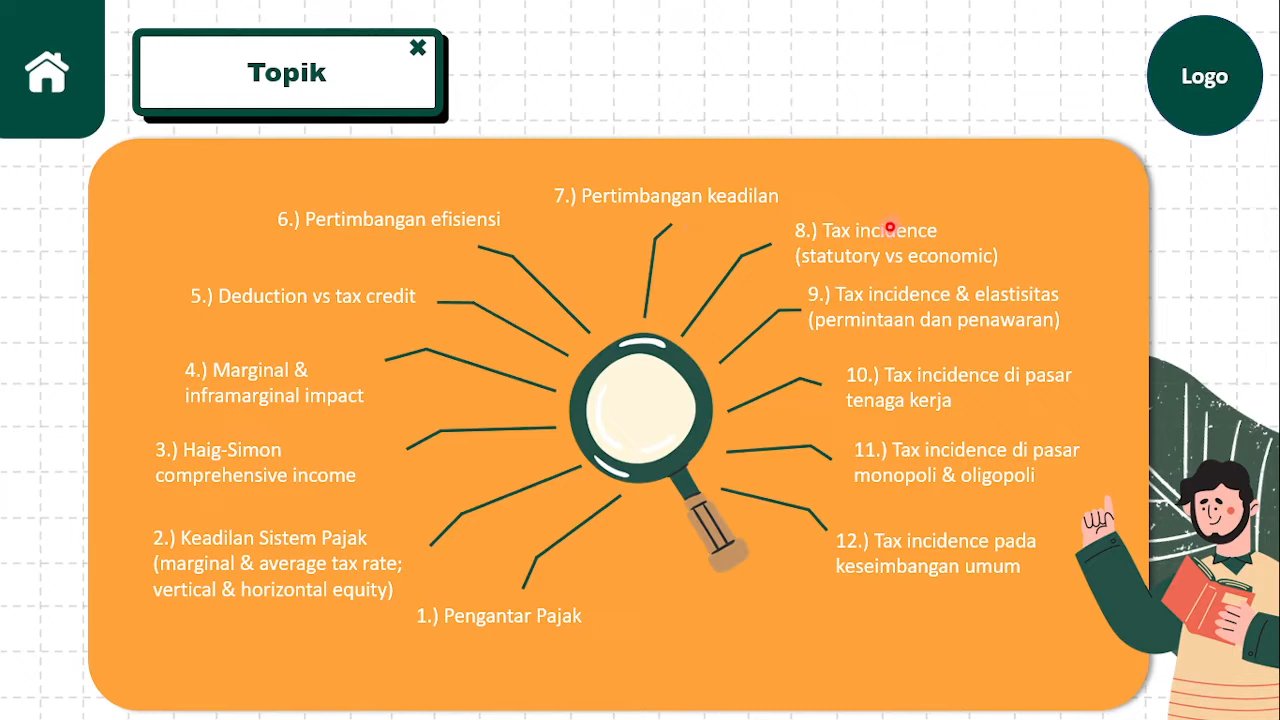 Topik
Logo
7.) Pertimbangan keadilan
6.) Pertimbangan efisiensi
8.) Tax incidence
(statutory vs economic)
5.) Deduction vs tax credit
9.) Tax incidence & elastisitas
(permintaan dan penawaran)
4.) Marginal &
inframarginal impact
10.) Tax incidence di pasar
tenaga kerja
3.) Haig-Simon
comprehensive income
11.) Tax incidence di pasar
monopoli & oligopoli
2.) Keadilan Sistem Pajak
(marginal & average tax rate;
vertical & horizontal equity)
12.) Tax incidence pada
keseimbangan umum
1.) Pengantar Pajak